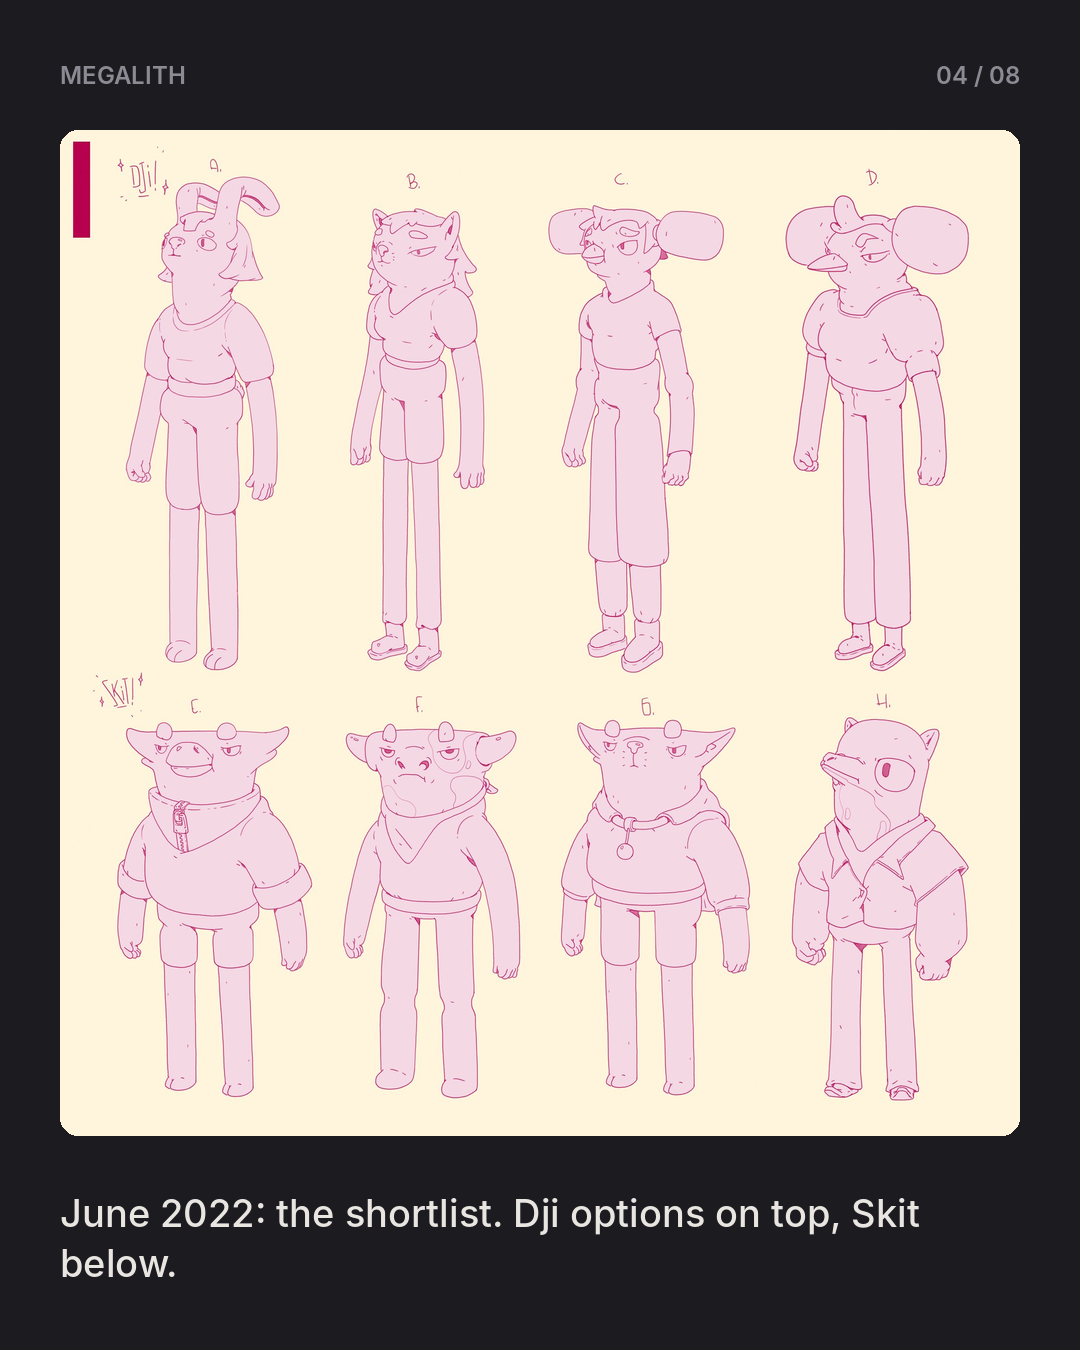 MEGALITH
04 / 08
DJi!
A.
B.
C.
D.
SKiT!
E.
F.
G.
H.
June 2022: the shortlist. Dji options on top, Skit
below.